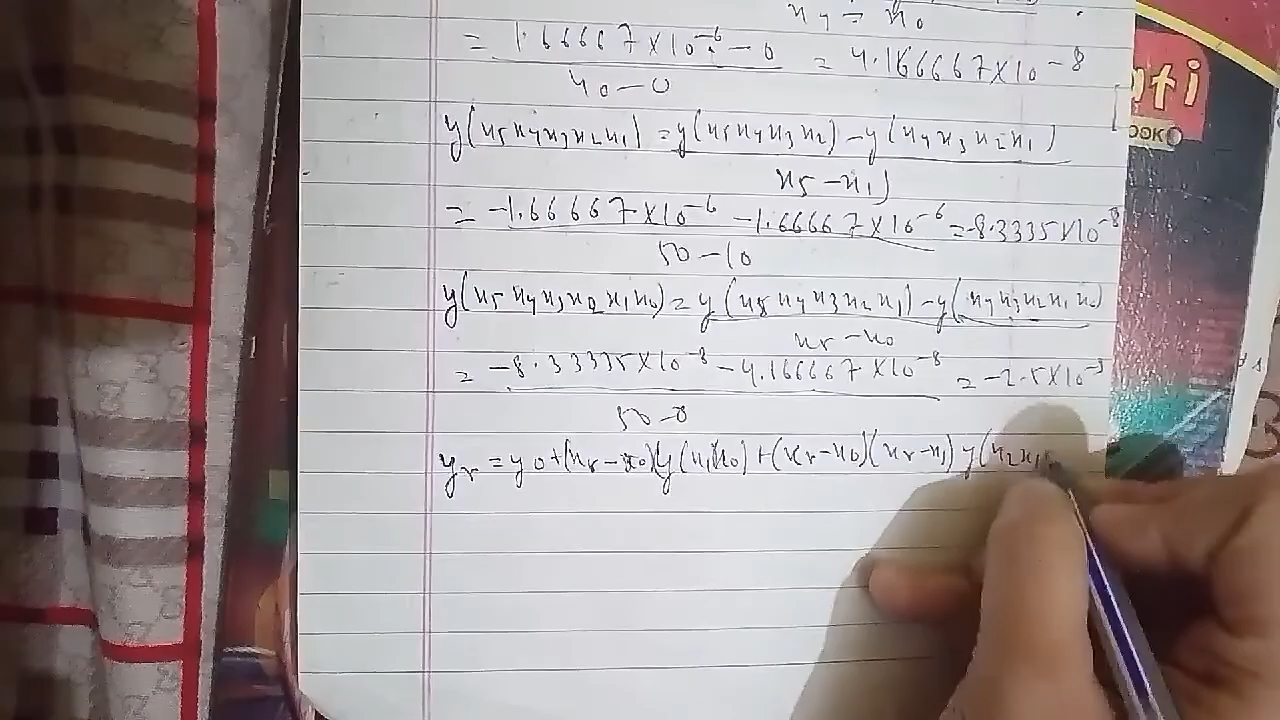 x4 - x0
= 1.66667×10^-6 - 0 = 4.166667×10^-8
40-0
y(x5x4x3x2x1) = y(x5x4x3x2) - y(x4x3x2x1)
x5-x1
= -1.66667×10^-6 - 1.66667×10^-6 = -8.3335×10^-8
50-10
y(x5x4x3x2x1x0) = y(x5x4x3x2x1) - y(x4x3x2x1x0)
x5-x0
= -8.33335×10^-8 - 4.166667×10^-8 = -2.5×10^-9
50-0
yr = y0 + (xr-x0)y(x1x0) + (xr-x0)(xr-x1)y(x2x1